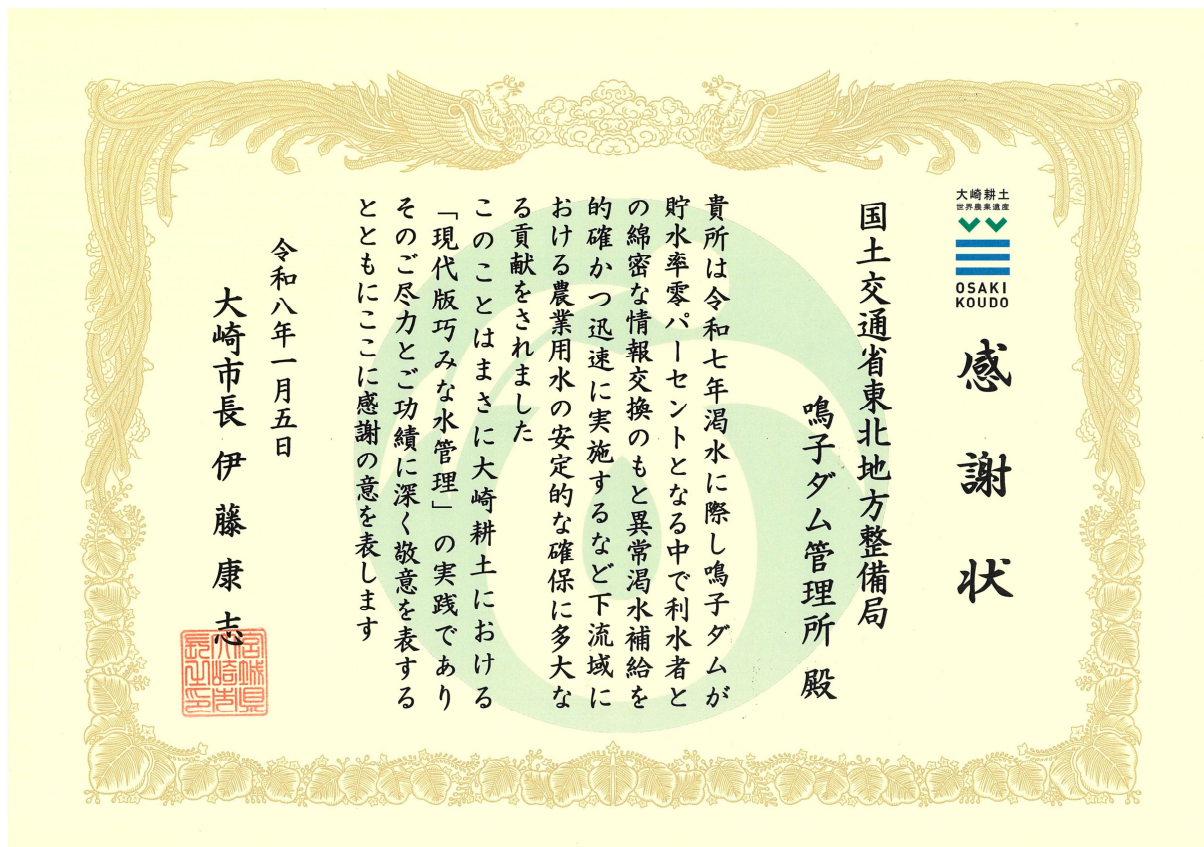 大崎耕土
世界農業遺産
OSAKI
KOUDO
感謝状
国土交通省東北地方整備局
鳴子ダム管理所 殿
貴所は令和七年渇水に際し鳴子ダムが
貯水率零パーセントとなる中で利水者と
の綿密な情報交換のもと異常渇水補給を
的確かつ迅速に実施するなど下流域に
おける農業用水の安定的な確保に多大な
る貢献をされました
このことはまさに大崎耕土における
「現代版巧みな水管理」の実践であり
そのご尽力とご功績に深く敬意を表する
とともにここに感謝の意を表します
令和八年一月五日
大崎市長 伊藤康志
宮城県
大崎市
長之印